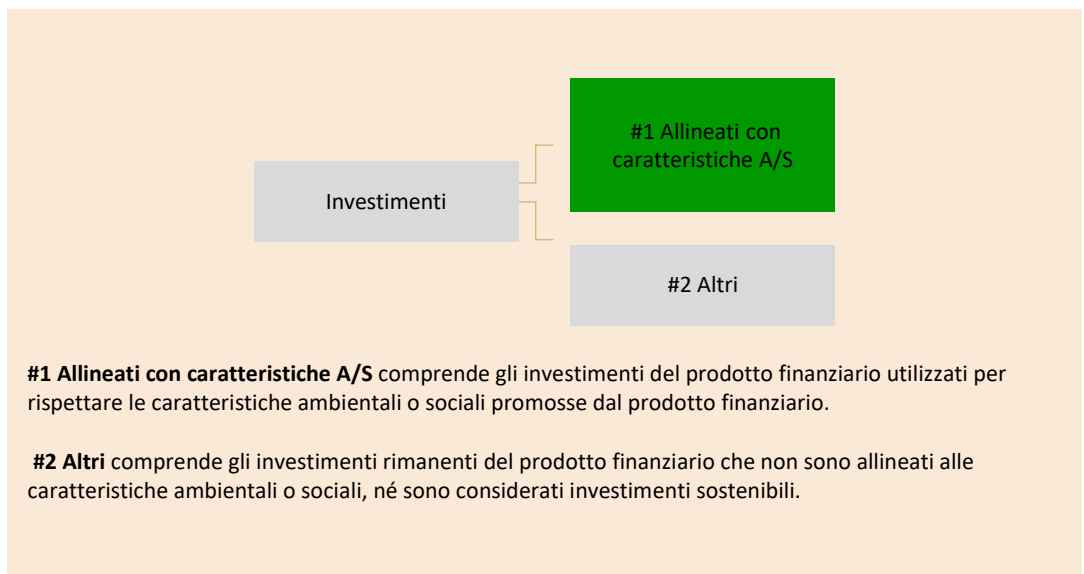 #1 Allineati con
caratteristiche A/S
Investimenti
#2 Altri
#1 Allineati con caratteristiche A/S comprende gli investimenti del prodotto finanziario utilizzati per
rispettare le caratteristiche ambientali o sociali promosse dal prodotto finanziario.
#2 Altri comprende gli investimenti rimanenti del prodotto finanziario che non sono allineati alle
caratteristiche ambientali o sociali, né sono considerati investimenti sostenibili.